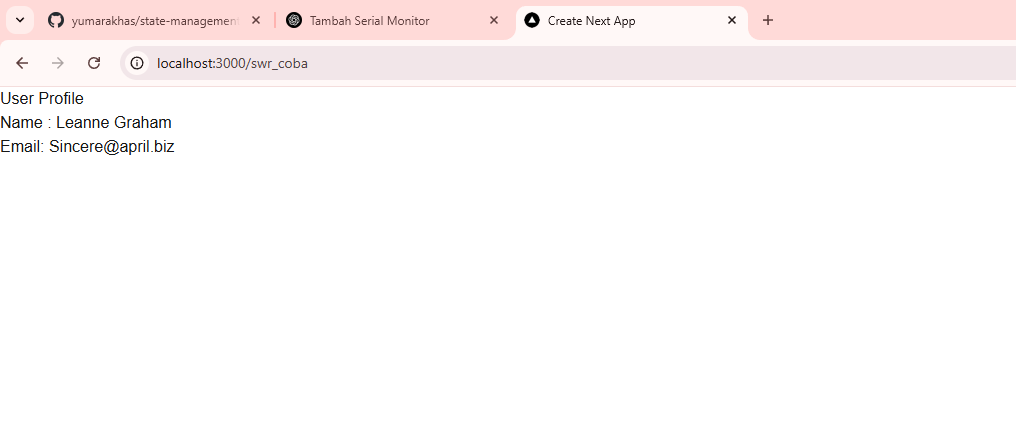 yumarakhas/state-management
Tambah Serial Monitor
Create Next App
localhost:3000/swr_coba
User Profile
Name : Leanne Graham
Email: Sincere@april.biz